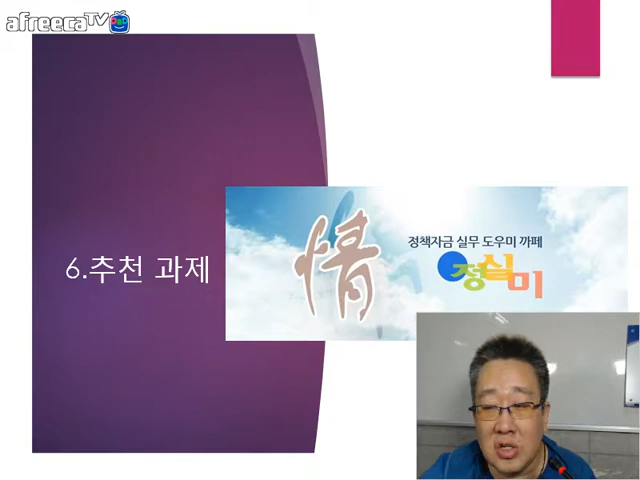 afreecaTV
6.추천 과제
情
정책자금 실무 도우미 까페
정실미